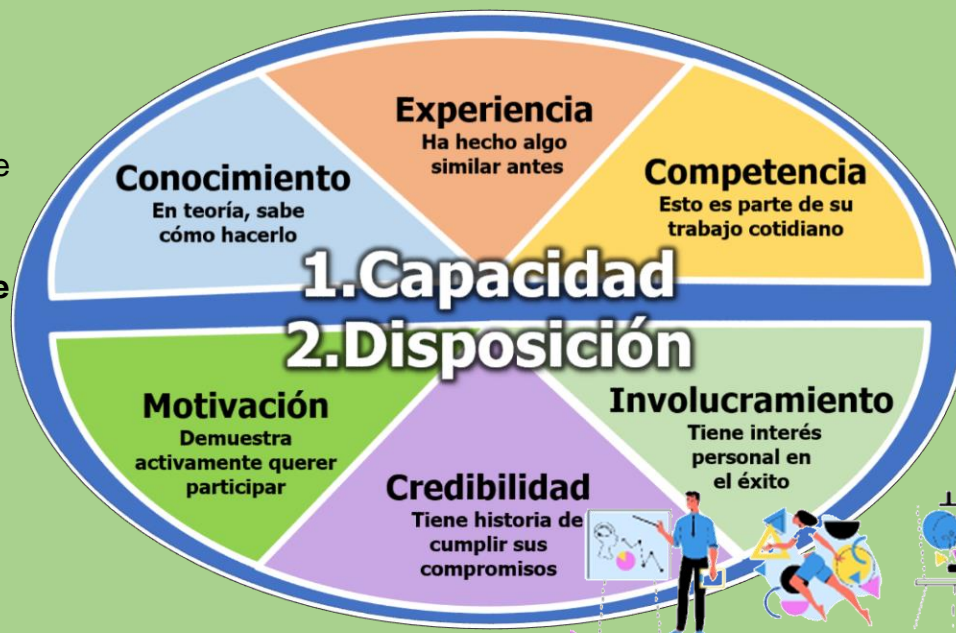 Experiencia
Ha hecho algo
similar antes
Conocimiento
En teoría, sabe
cómo hacerlo
Competencia
Esto es parte de su
trabajo cotidiano
1.Capacidad
2.Disposición
Motivación
Demuestra
activamente querer
participar
Credibilidad
Tiene historia de
cumplir sus
compromisos
Involucramiento
Tiene interés
personal en
el éxito
e
e